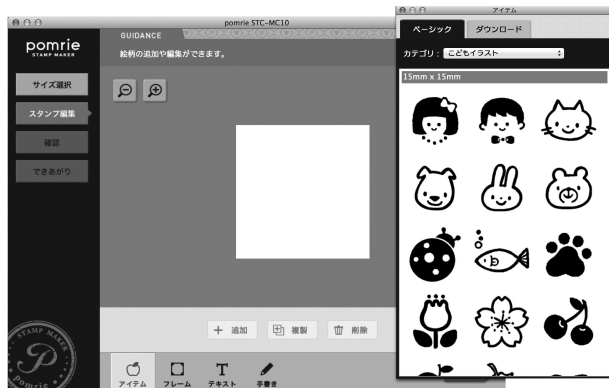 pomrie STC-MC10
pomrie
STAMP MAKER
サイズ選択
スタンプ編集
確認
できあがり
GUIDANCE
絵柄の追加や編集ができます。
追加
複製
削除
アイテム
フレーム
テキスト
手書き
STAMP MAKER
P
pomrie
アイテム
ベーシック
ダウンロード
カテゴリ：こどもイラスト
15mm x 15mm